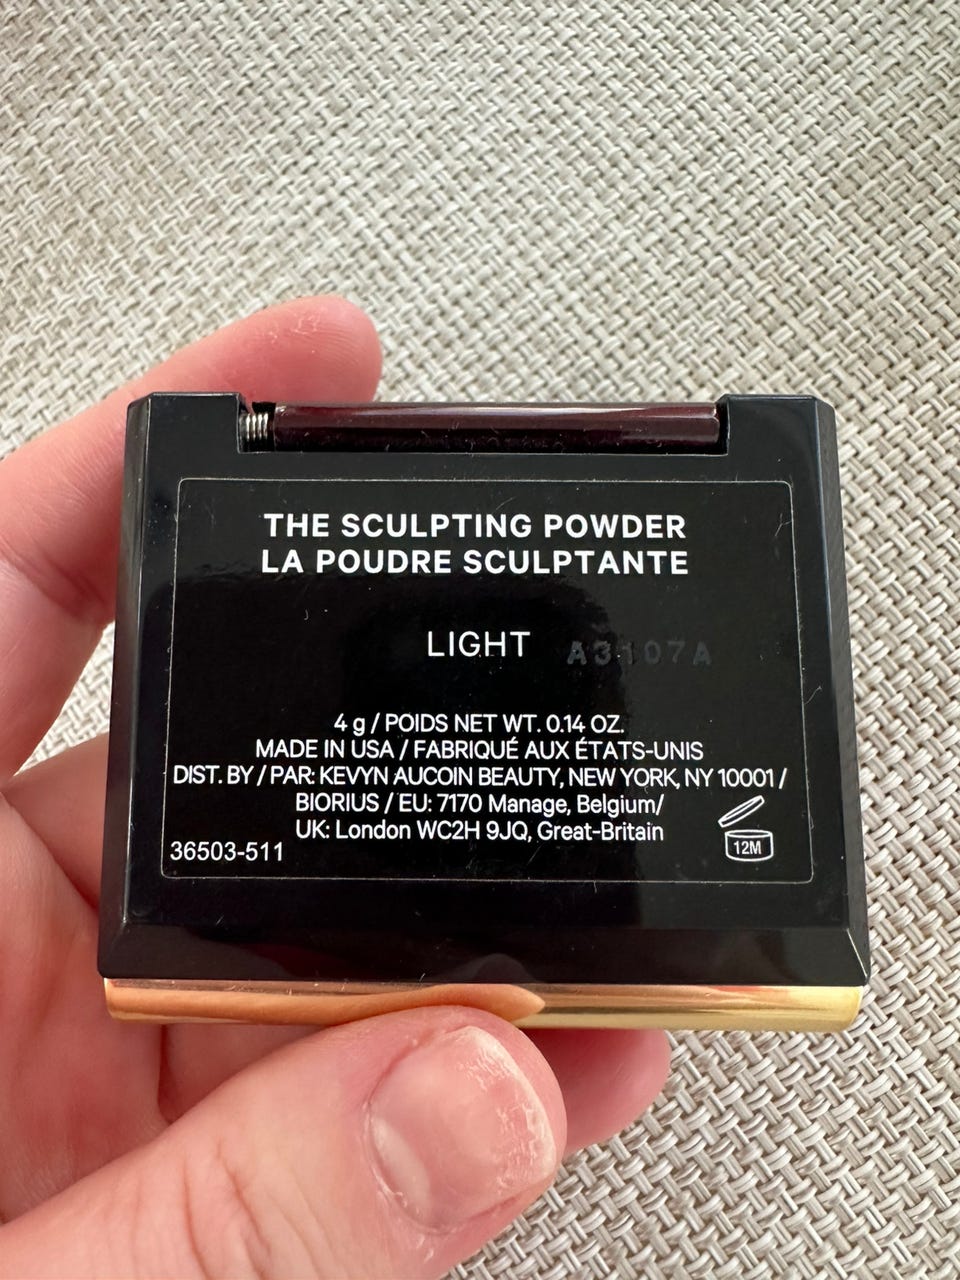 THE SCULPTING POWDER
LA POUDRE SCULPTANTE
LIGHT A3107A
4 g / POIDS NET WT. 0.14 OZ.
MADE IN USA / FABRIQUÉ AUX ÉTATS-UNIS
DIST. BY / PAR: KEVYN AUCOIN BEAUTY, NEW YORK, NY 10001 /
BIORIUS / EU: 7170 Manage, Belgium/
UK: London WC2H 9JQ, Great-Britain
36503-511 12M